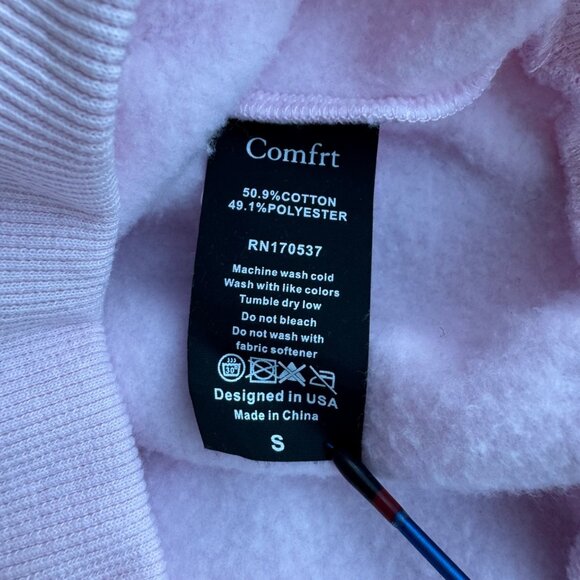 Comfrt
50.9%COTTON
49.1%POLYESTER
RN170537
Machine wash cold
Wash with like colors
Tumble dry low
Do not bleach
Do not wash with
fabric softener
30°
Designed in USA
Made in China
S